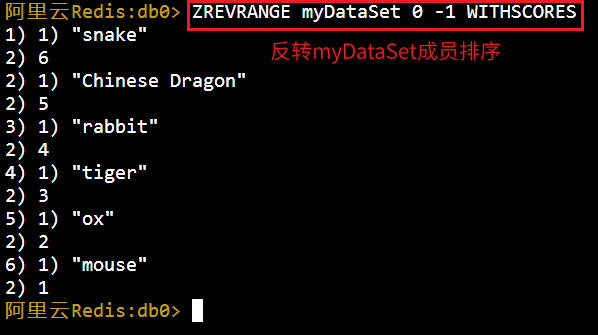 阿里云Redis:db0> ZREVRANGE myDataSet 0 -1 WITHSCORES
1) 1) "snake"
反转myDataSet成员排序
2) 6
2) 1) "Chinese Dragon"
2) 5
3) 1) "rabbit"
2) 4
4) 1) "tiger"
2) 3
5) 1) "ox"
2) 2
6) 1) "mouse"
2) 1
阿里云Redis:db0>